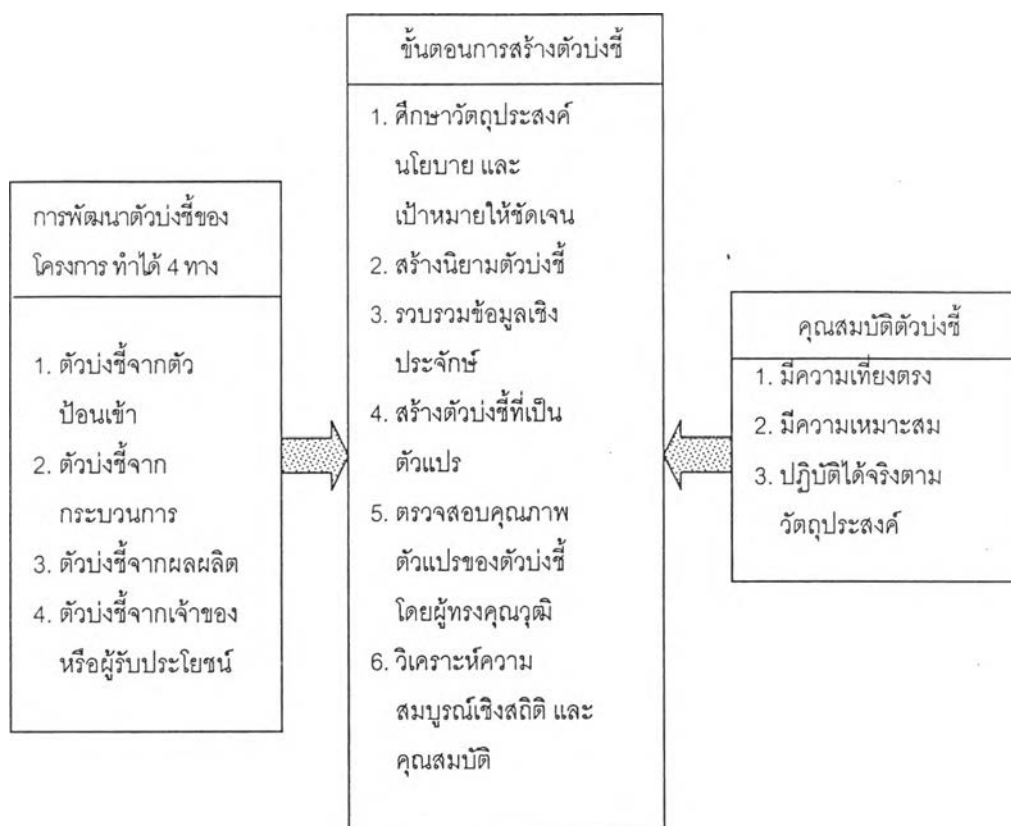 การพัฒนาตัวบ่งชี้ของ
โครงการ ทำได้ 4 ทาง
1. ตัวบ่งชี้จากตัว
ป้อนเข้า
2. ตัวบ่งชี้จาก
กระบวนการ
3. ตัวบ่งชี้จากผลผลิต
4. ตัวบ่งชี้จากเจ้าของ
หรือผู้รับประโยชน์
ขั้นตอนการสร้างตัวบ่งชี้
1. ศึกษาวัตถุประสงค์
นโยบาย และ
เป้าหมายให้ชัดเจน
2. สร้างนิยามตัวบ่งชี้
3. รวบรวมข้อมูลเชิง
ประจักษ์
4. สร้างตัวบ่งชี้ที่เป็น
ตัวแปร
5. ตรวจสอบคุณภาพ
ตัวแปรของตัวบ่งชี้
โดยผู้ทรงคุณวุฒิ
6. วิเคราะห์ความ
สมบูรณ์เชิงสถิติ และ
คุณสมบัติ
คุณสมบัติตัวบ่งชี้
1. มีความเที่ยงตรง
2. มีความเหมาะสม
3. ปฏิบัติได้จริงตาม
วัตถุประสงค์